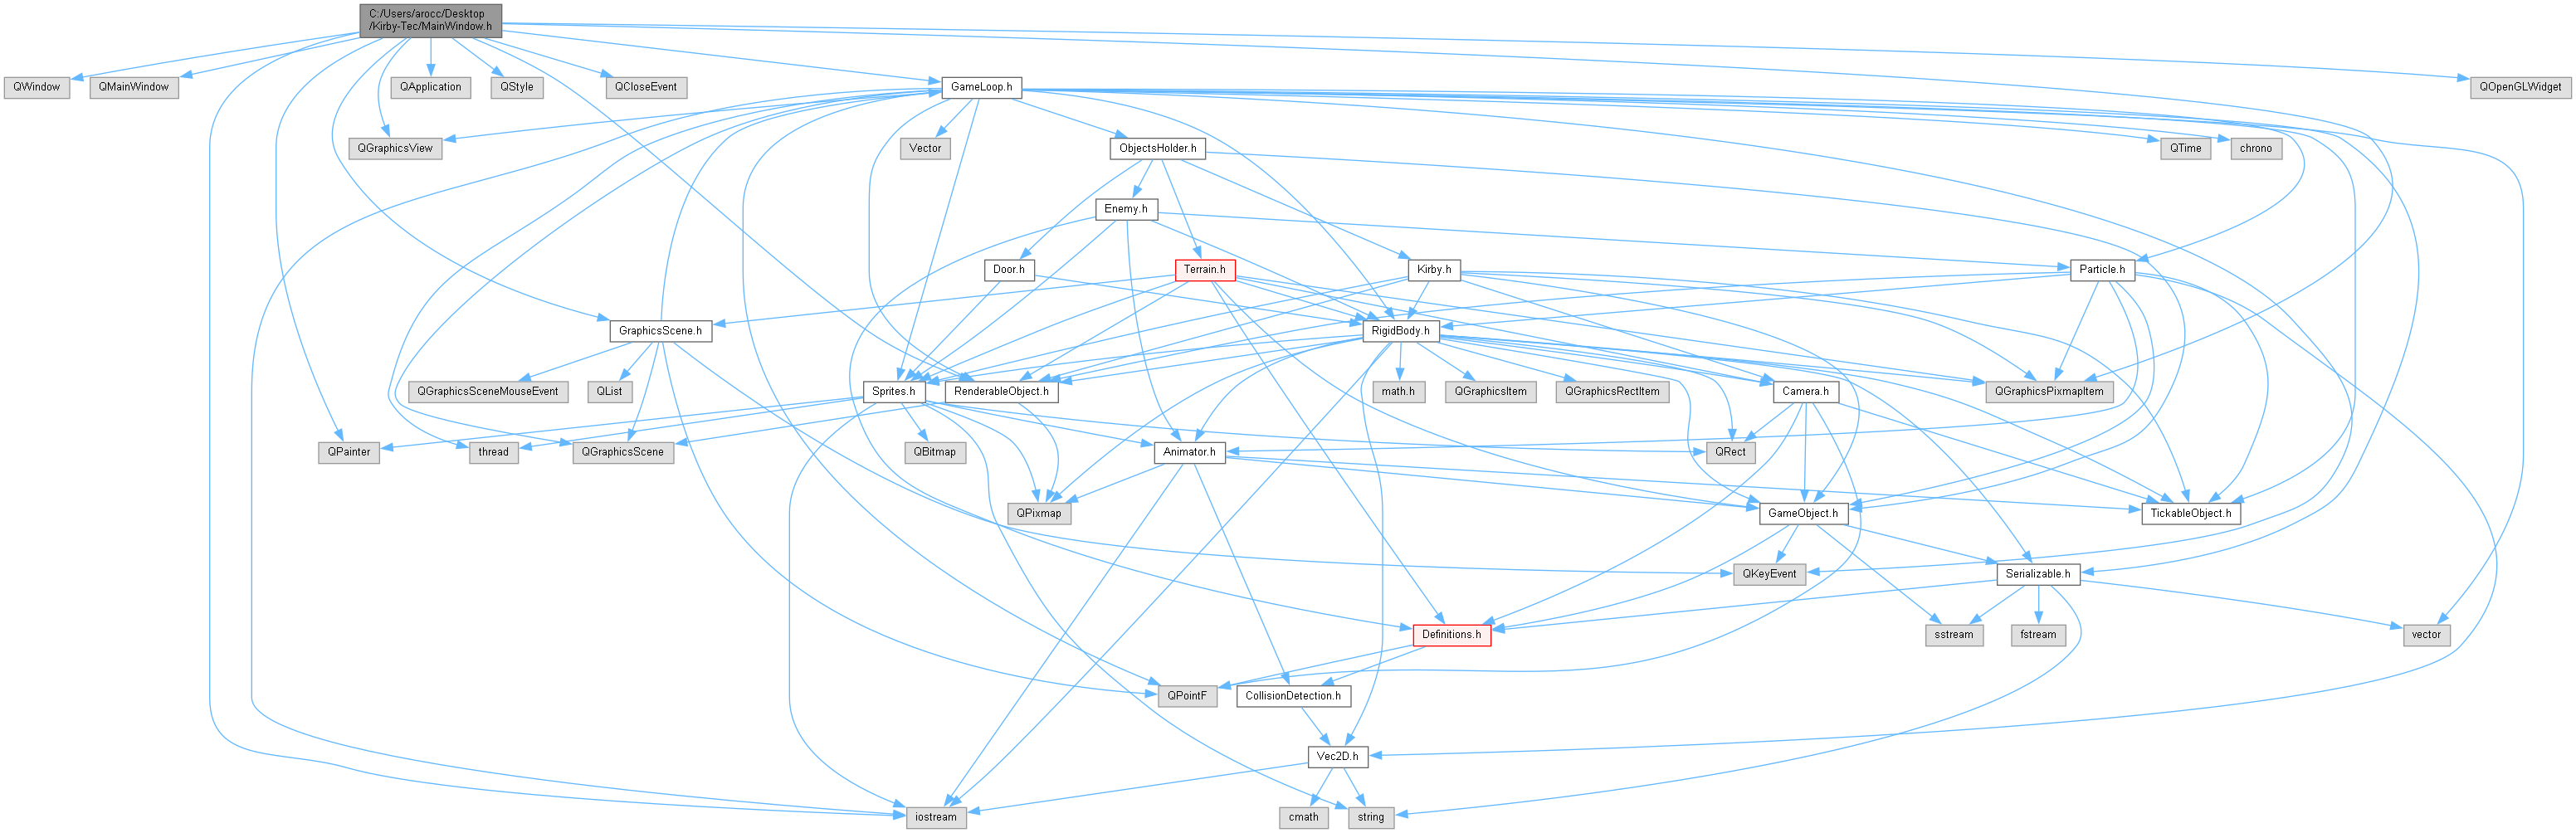 C:/Users/arocc/Desktop
/Kirby-Tec/MainWindow.h
QWindow
QMainWindow
QApplication
QStyle
QCloseEvent
GameLoop.h
QOpenGLWidget
QGraphicsView
Vector
ObjectsHolder.h
QTime
chrono
Enemy.h
Door.h
Terrain.h
Kirby.h
Particle.h
GraphicsScene.h
RigidBody.h
QGraphicsSceneMouseEvent
QList
Sprites.h
RenderableObject.h
math.h
QGraphicsItem
QGraphicsRectItem
Camera.h
QGraphicsPixmapItem
QPainter
thread
QGraphicsScene
QBitmap
Animator.h
QRect
QPixmap
GameObject.h
TickableObject.h
QKeyEvent
Serializable.h
Definitions.h
sstream
fstream
vector
QPointF
CollisionDetection.h
Vec2D.h
iostream
cmath
string